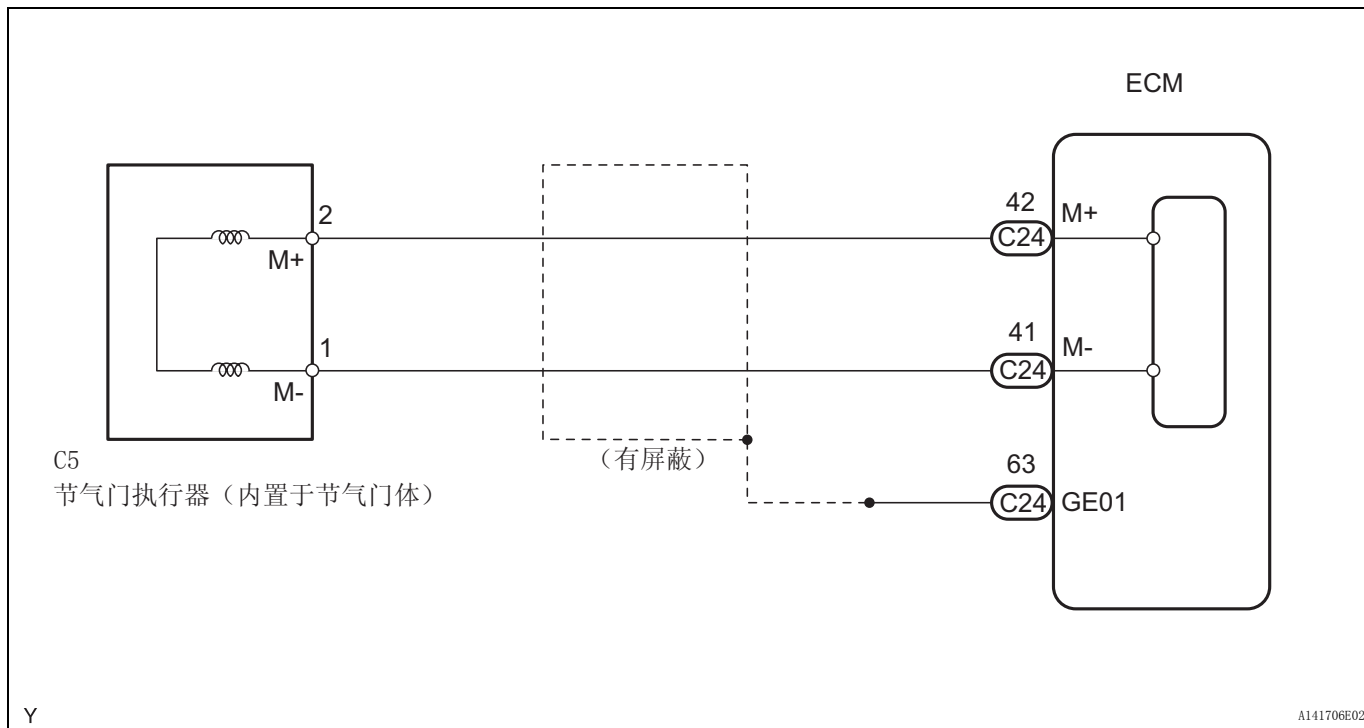 ECM
2
M+
42
C24
M+
1
M-
41
C24
M-
C5
节气门执行器（内置于节气门体）
（有屏蔽）
63
C24
GE01
Y
A141706E02